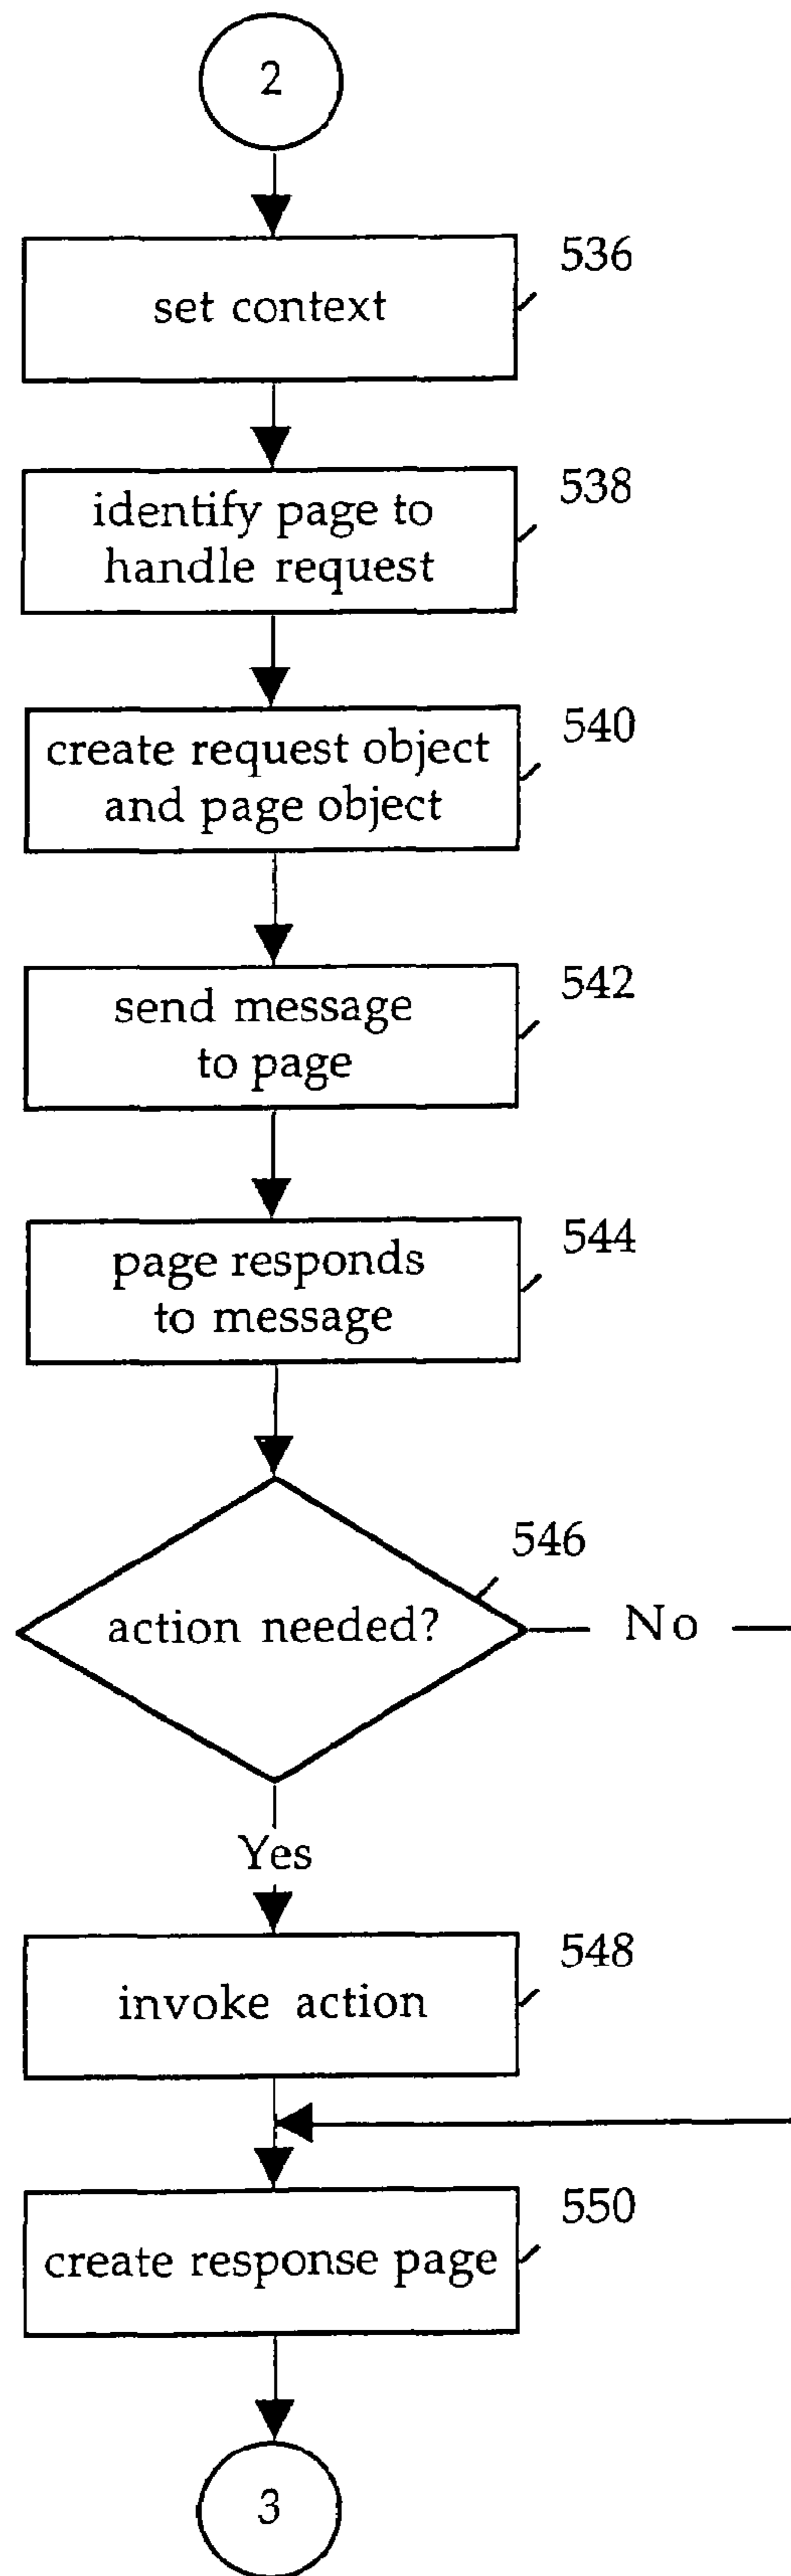 2
536
set context
538
identify page to
handle request
540
create request object
and page object
542
send message
to page
544
page responds
to message
546
action needed?
No
Yes
548
invoke action
550
create response page
3